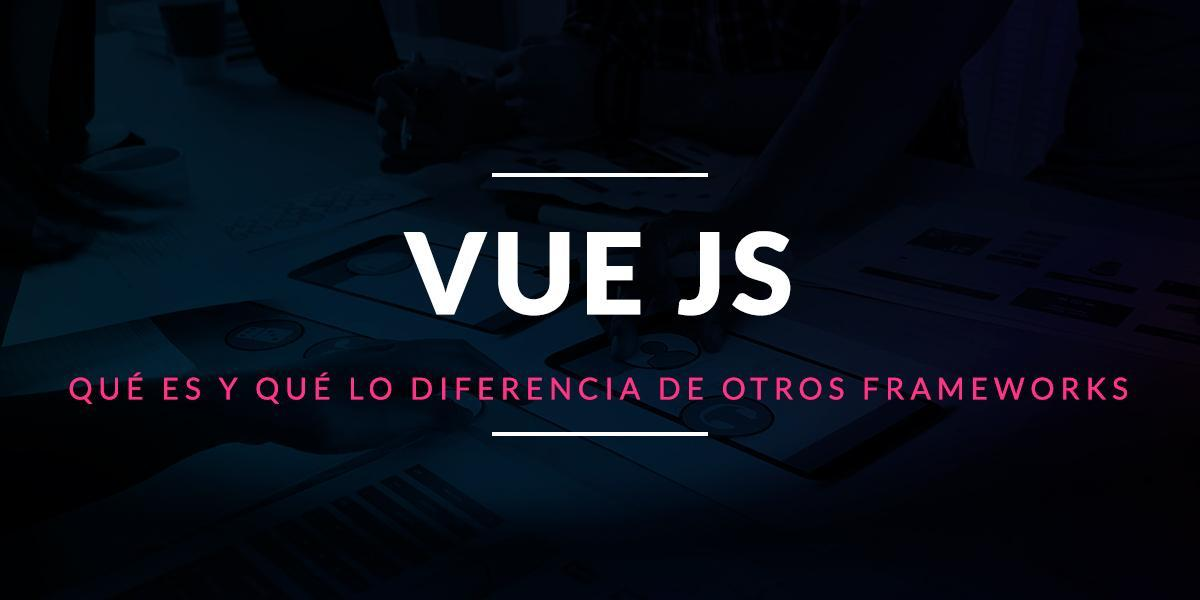 VUE JS
QUÉ ES Y QUÉ LO DIFERENCIA DE OTROS FRAMEWORKS